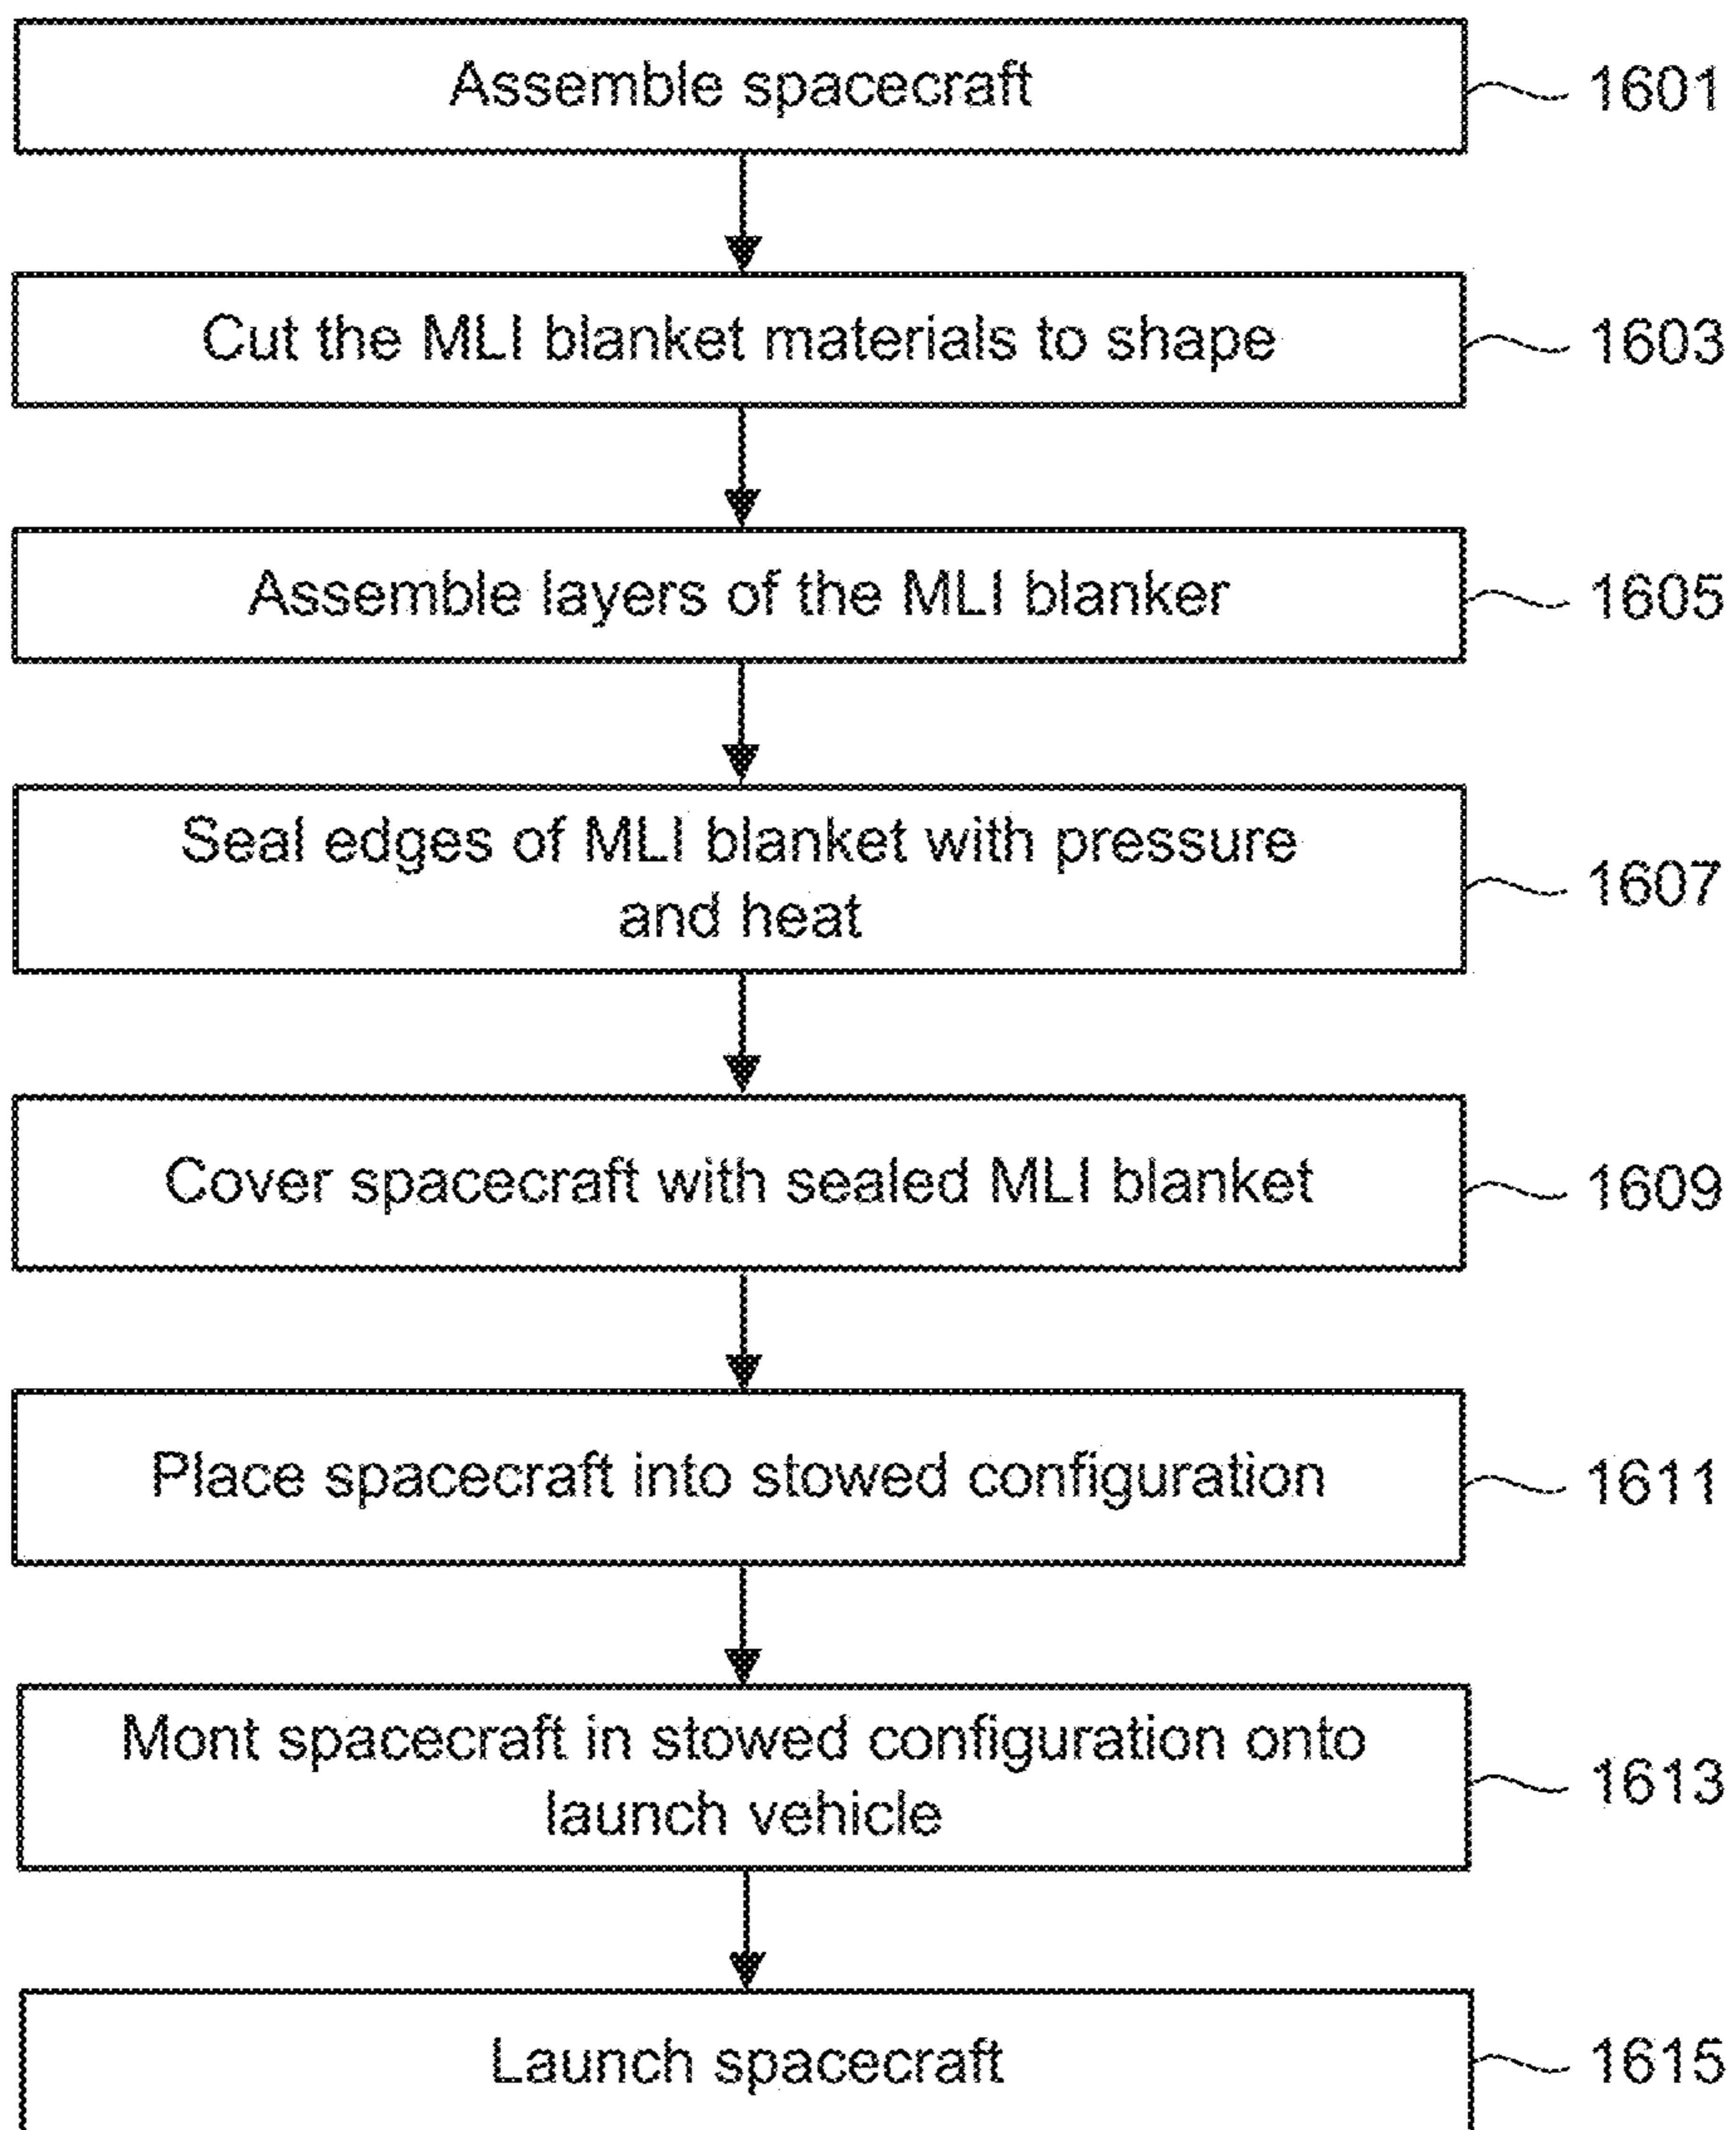 Assemble spacecraft
1601
Cut the MLI blanket materials to shape
1603
Assemble layers of the MLI blanker
1605
Seal edges of MLI blanket with pressure
and heat
1607
Cover spacecraft with sealed MLI blanket
1609
Place spacecraft into stowed configuration
1611
Mont spacecraft in stowed configuration onto
launch vehicle
1613
Launch spacecraft
1615